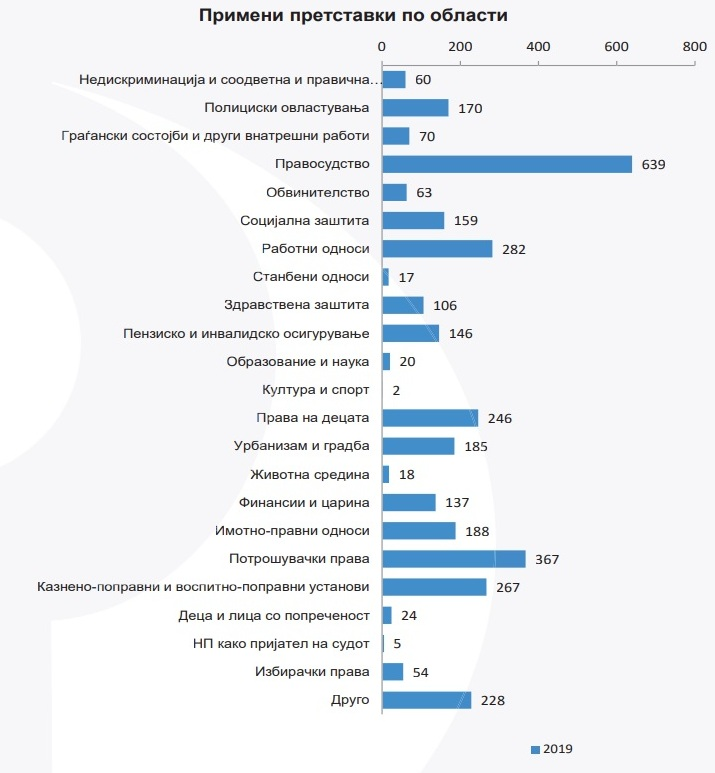 Примени претставки по области
0 200 400 600 800
Недискриминација и соодветна и правична... 60
Полициски овластувања 170
Граѓански состојби и други внатрешни работи 70
Правосудство 639
Обвинителство 63
Социјална заштита 159
Работни односи 282
Станбени односи 17
Здравствена заштита 106
Пензиско и инвалидско осигурување 146
Образование и наука 20
Култура и спорт 2
Права на децата 246
Урбанизам и градба 185
Животна средина 18
Финансии и царина 137
Имотно-правни односи 188
Потрошувачки права 367
Казнено-поправни и воспитно-поправни установи 267
Деца и лица со попреченост 24
НП како пријател на судот 5
Избирачки права 54
Друго 228
2019